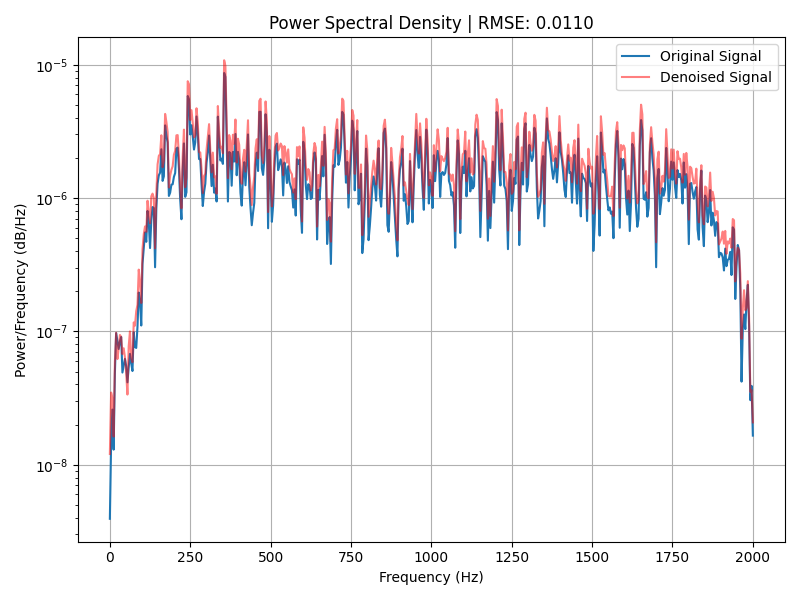 Power Spectral Density | RMSE: 0.0110
Original Signal
Denoised Signal
Power/Frequency (dB/Hz)
10⁻⁵
10⁻⁶
10⁻⁷
10⁻⁸
0 250 500 750 1000 1250 1500 1750 2000
Frequency (Hz)